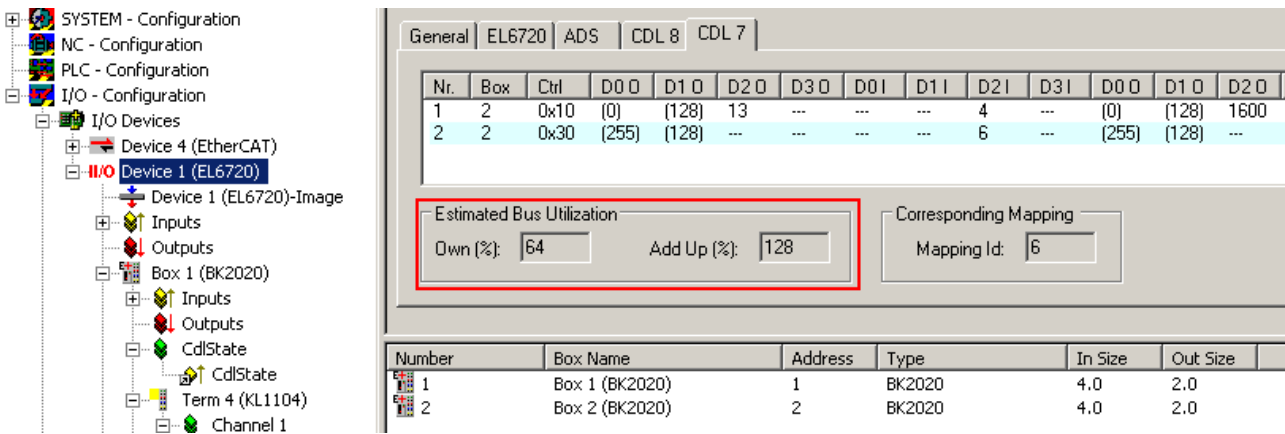 SYSTEM - Configuration
NC - Configuration
PLC - Configuration
I/O - Configuration
I/O Devices
Device 4 (EtherCAT)
Device 1 (EL6720)
Device 1 (EL6720)-Image
Inputs
Outputs
Box 1 (BK2020)
Inputs
Outputs
CdlState
CdlState
Term 4 (KL1104)
Channel 1
General EL6720 ADS CDL 8 CDL 7
Nr. Box Ctrl D0 O D1 O D2 O D3 O D0 I D1 I D2 I D3 I D0 O D1 O D2 O
1 2 0x10 (0) (128) 13 --- --- --- 4 --- (0) (128) 1600
2 2 0x30 (255) (128) --- --- --- --- 6 --- (255) (128) ---
Estimated Bus Utilization Corresponding Mapping
Own (%): 64 Add Up (%): 128 Mapping Id: 6
Number Box Name Address Type In Size Out Size
1 Box 1 (BK2020) 1 BK2020 4.0 2.0
2 Box 2 (BK2020) 2 BK2020 4.0 2.0